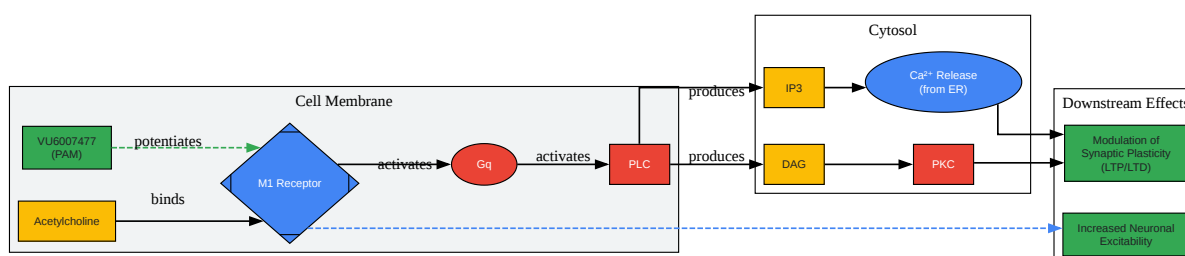 Cytosol
Cell Membrane
Downstream Effects
VU6007477
(PAM)
potentiates
Acetylcholine
binds
M1 Receptor
activates
Gq
activates
PLC
produces
produces
IP3
Ca²⁺ Release
(from ER)
DAG
PKC
Modulation of
Synaptic Plasticity
(LTP/LTD)
Increased Neuronal
Excitability